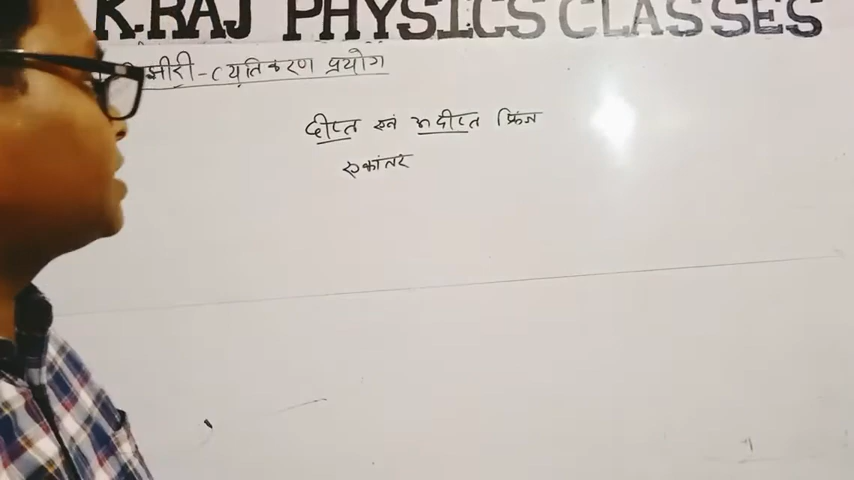 K.RAJ PHYSICS CLASSES
झीरी-व्यतिकरण प्रयोग
दीप्त एवं अदीप्त फ्रिंज
एकांतर